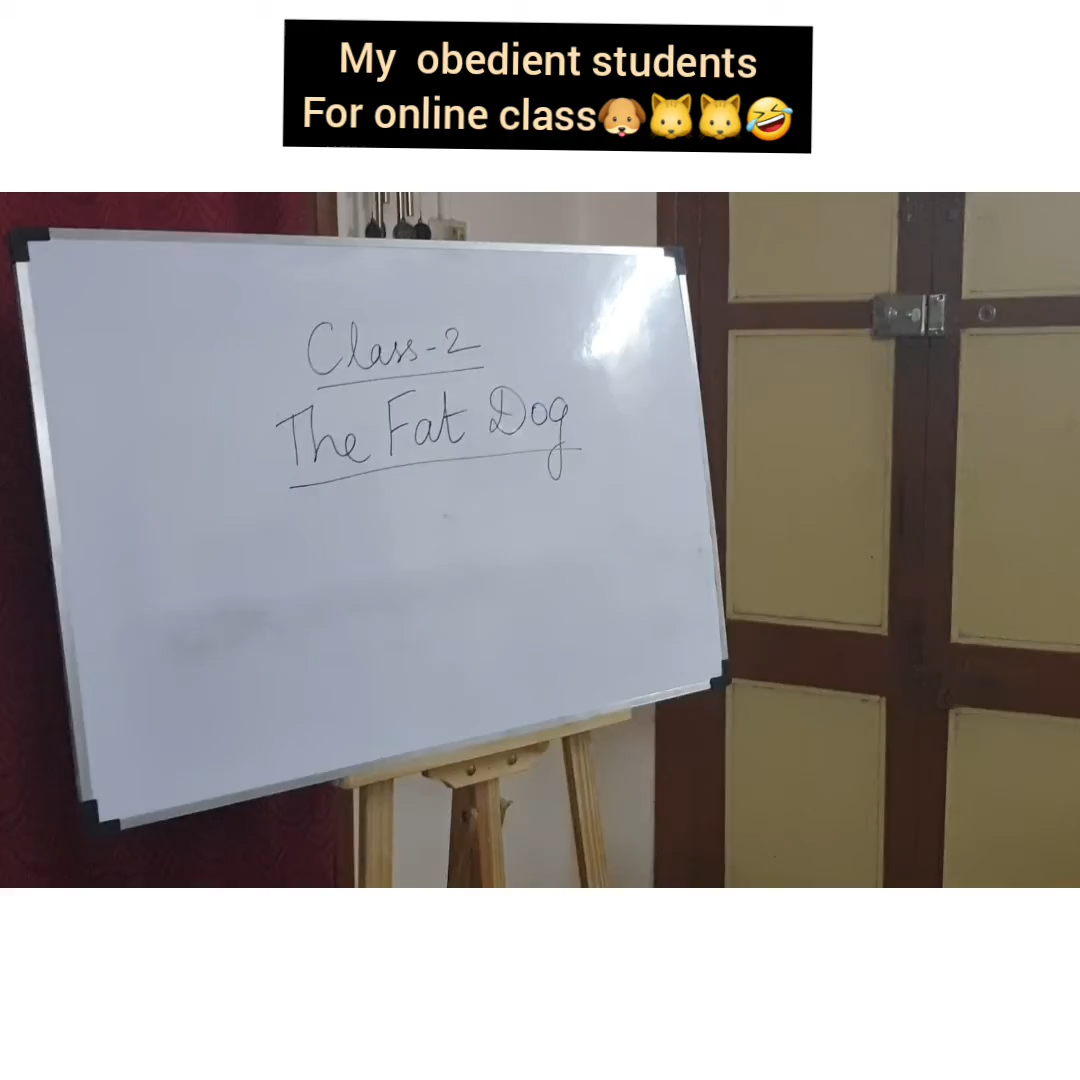 My obedient students
For online class🐶🐱🐱🤣
Class-2
The Fat Dog